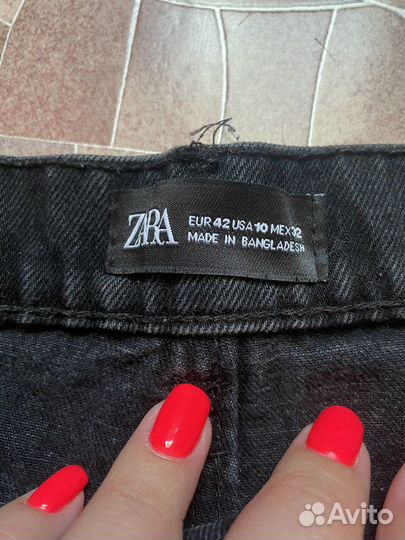 ZARA
EUR 42 USA 10 MEX 32
MADE IN BANGLADESH
Avito